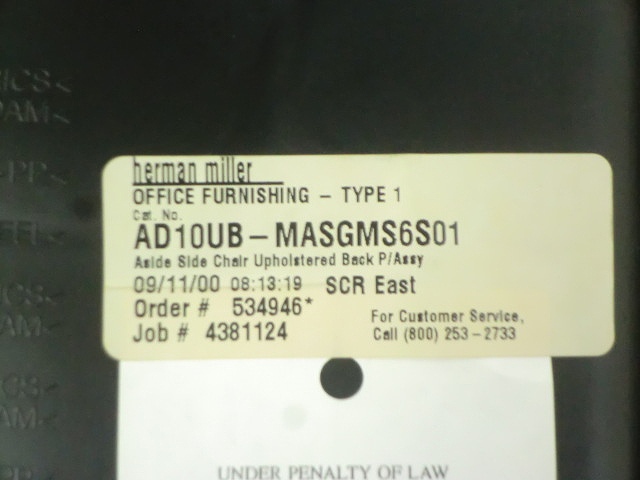 herman miller
OFFICE FURNISHING – TYPE 1
Cat. No.
AD10UB–MASGMS6S01
Aside Side Chair Upholstered Back P/Assy
09/11/00 08:13:19 SCR East
Order # 534946*
Job # 4381124
For Customer Service,
Call (800) 253–2733
UNDER PENALTY OF LAW